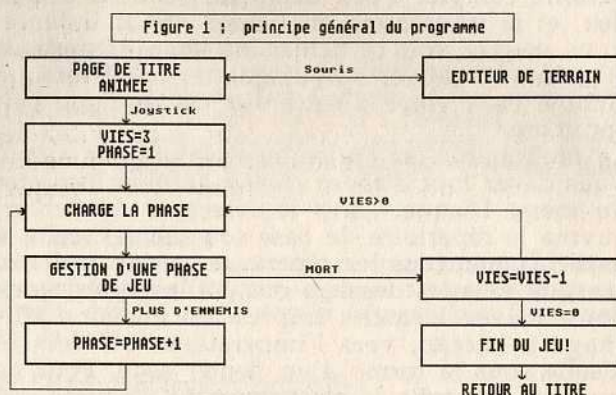 Figure 1 : principe général du programme
PAGE DE TITRE
ANIMEE
Souris
EDITEUR DE TERRAIN
Joystick
VIES=3
PHASE=1
CHARGE LA PHASE
VIES>0
GESTION D'UNE PHASE
DE JEU
MORT
VIES=VIES-1
PLUS D'ENNEMIS
VIES=0
PHASE=PHASE+1
FIN DU JEU!
RETOUR AU TITRE